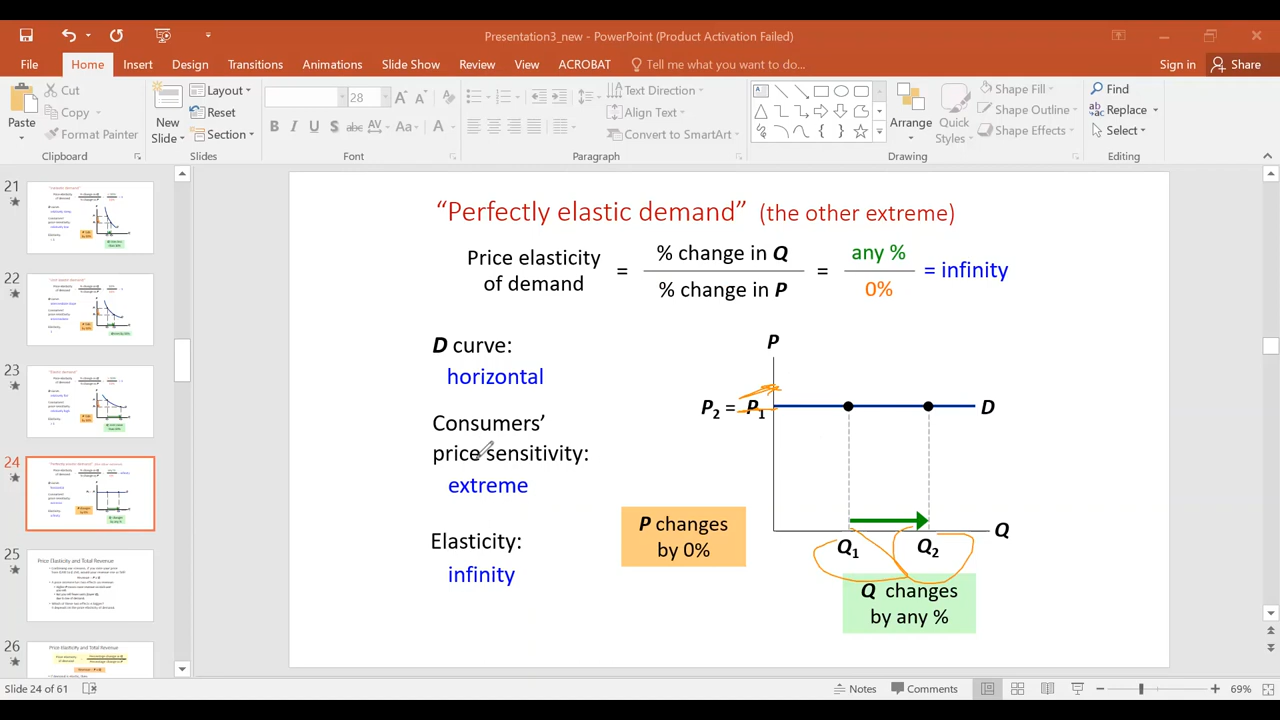 Presentation3_new - PowerPoint (Product Activation Failed)
File Home Insert Design Transitions Animations Slide Show Review View ACROBAT Tell me what you want to do... Sign in Share
Paste
Cut
Copy
Format Painter
Clipboard
New
Slide
Layout
Reset
Section
Slides
28
Font
Text Direction
Align Text
Convert to SmartArt
Paragraph
Arrange
Quick
Styles
Shape Fill
Shape Outline
Shape Effects
Drawing
Find
Replace
Select
Editing
21
22
23
24
25
Price Elasticity and Total Revenue
26
Price Elasticity and Total Revenue
“Perfectly elastic demand” (the other extreme)
Price elasticity
of demand
=
% change in Q
% change in P
=
any %
0%
= infinity
D curve:
horizontal
Consumers’
price sensitivity:
extreme
Elasticity:
infinity
P changes
by 0%
P
P2 = P1
D
Q
Q1 Q2
Q changes
by any %
Slide 24 of 61
Notes Comments 69%